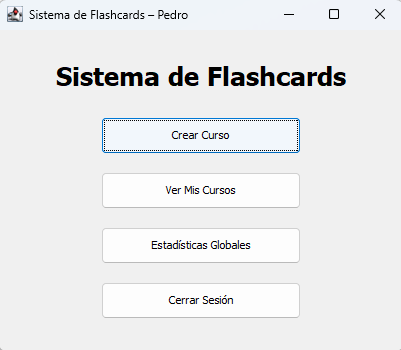 Sistema de Flashcards – Pedro
Sistema de Flashcards
Crear Curso
Ver Mis Cursos
Estadísticas Globales
Cerrar Sesión